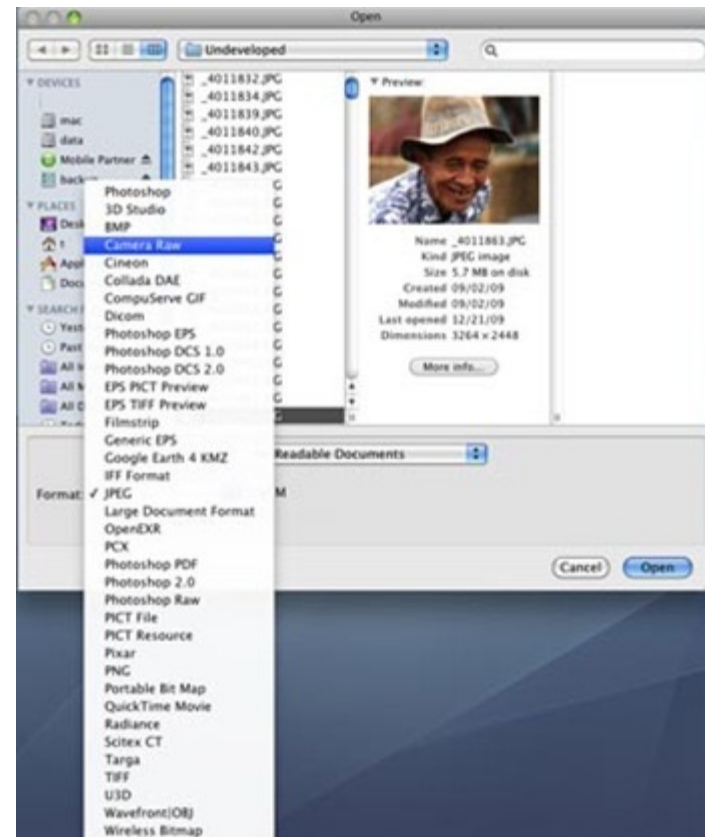 Open
Undeveloped
DEVICES
mac
data
Mobile Partner
PLACES
t
_4011832.JPG
_4011834.JPG
_4011839.JPG
_4011840.JPG
_4011842.JPG
_4011843.JPG
Preview:
Name _4011863.JPG
Kind JPEG image
Size 5.7 MB on disk
Created 09/02/09
Modified 09/02/09
Last opened 12/21/09
Dimensions 3264 x 2448
More info...
Photoshop
3D Studio
BMP
Camera Raw
Cineon
Collada DAE
CompuServe GIF
Dicom
Photoshop EPS
Photoshop DCS 1.0
Photoshop DCS 2.0
EPS PICT Preview
EPS TIFF Preview
Filmstrip
Generic EPS
Google Earth 4 KMZ
IFF Format
Format: ✓ JPEG
Large Document Format
OpenEXR
PCX
Photoshop PDF
Photoshop 2.0
Photoshop Raw
PICT File
PICT Resource
Pixar
PNG
Portable Bit Map
QuickTime Movie
Radiance
Scitex CT
Targa
TIFF
U3D
Wavefront|OBJ
Wireless Bitmap
Readable Documents
M
Cancel
Open